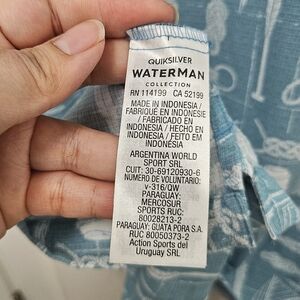 QUIKSILVER
WATERMAN
COLLECTION
RN 114199 CA 52199
MADE IN INDONESIA /
FABRIQUÉ EN INDONESIE
/ FABRICADO EN
INDONESIA / HECHO EN
INDONESIA / FEITO EM
INDONÉSIA
ARGENTINA WORLD
SPORT SRL
CUIT: 30-69120930-6
NUMERO DE VOLUNTARIO:
v-316/QW
PARAGUAY:
MERCOSUR
SPORTS RUC:
80028213-2
PARAGUAY: GUATA PORA S.A.
RUC 80050373-2
Action Sports del
Uruguay SRL